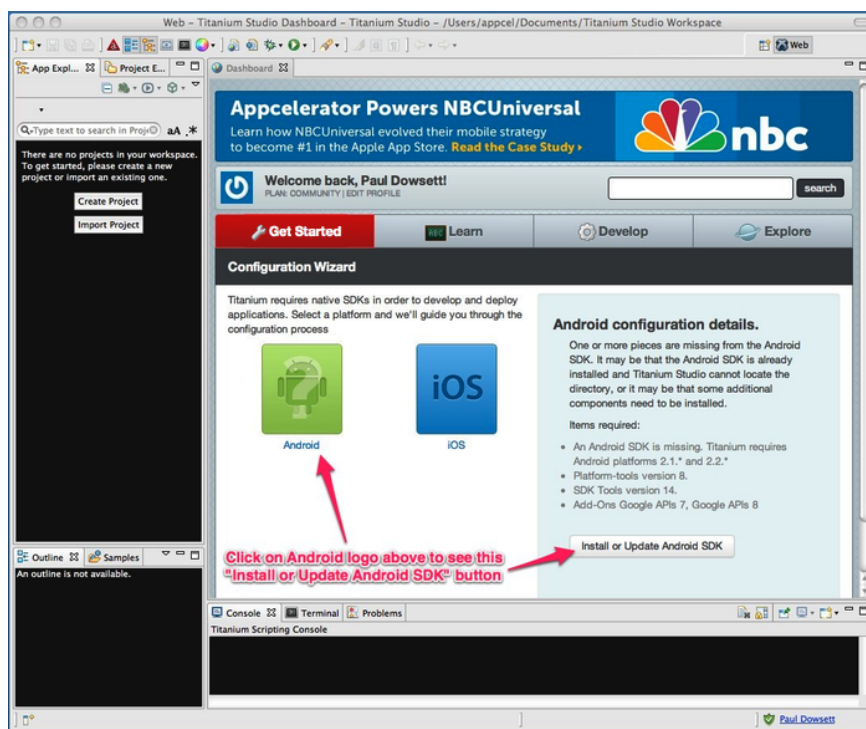 Web – Titanium Studio Dashboard – Titanium Studio – /Users/appcel/Documents/Titanium Studio Workspace
Web
App Expl...
Project E...
Dashboard
Type text to search in Proj
aA .*
There are no projects in your workspace.
To get started, please create a new
project or import an existing one.
Create Project
Import Project
Appcelerator Powers NBCUniversal
Learn how NBCUniversal evolved their mobile strategy
to become #1 in the Apple App Store. Read the Case Study
nbc
Welcome back, Paul Dowsett!
PLAN: COMMUNITY | EDIT PROFILE
search
Get Started
Learn
Develop
Explore
Configuration Wizard
Titanium requires native SDKs in order to develop and deploy
applications. Select a platform and we'll guide you through the
configuration process
iOS
Android
iOS
Android configuration details.
One or more pieces are missing from the Android
SDK. It may be that the Android SDK is already
installed and Titanium Studio cannot locate the
directory, or it may be that some additional
components need to be installed.
Items required:
• An Android SDK is missing. Titanium requires
Android platforms 2.1.* and 2.2.*
• Platform-tools version 8.
• SDK Tools version 14.
• Add-Ons Google APIs 7, Google APIs 8
Install or Update Android SDK
Click on Android logo above to see this
"Install or Update Android SDK" button
Outline
Samples
An outline is not available.
Console
Terminal
Problems
Titanium Scripting Console
Paul Dowsett